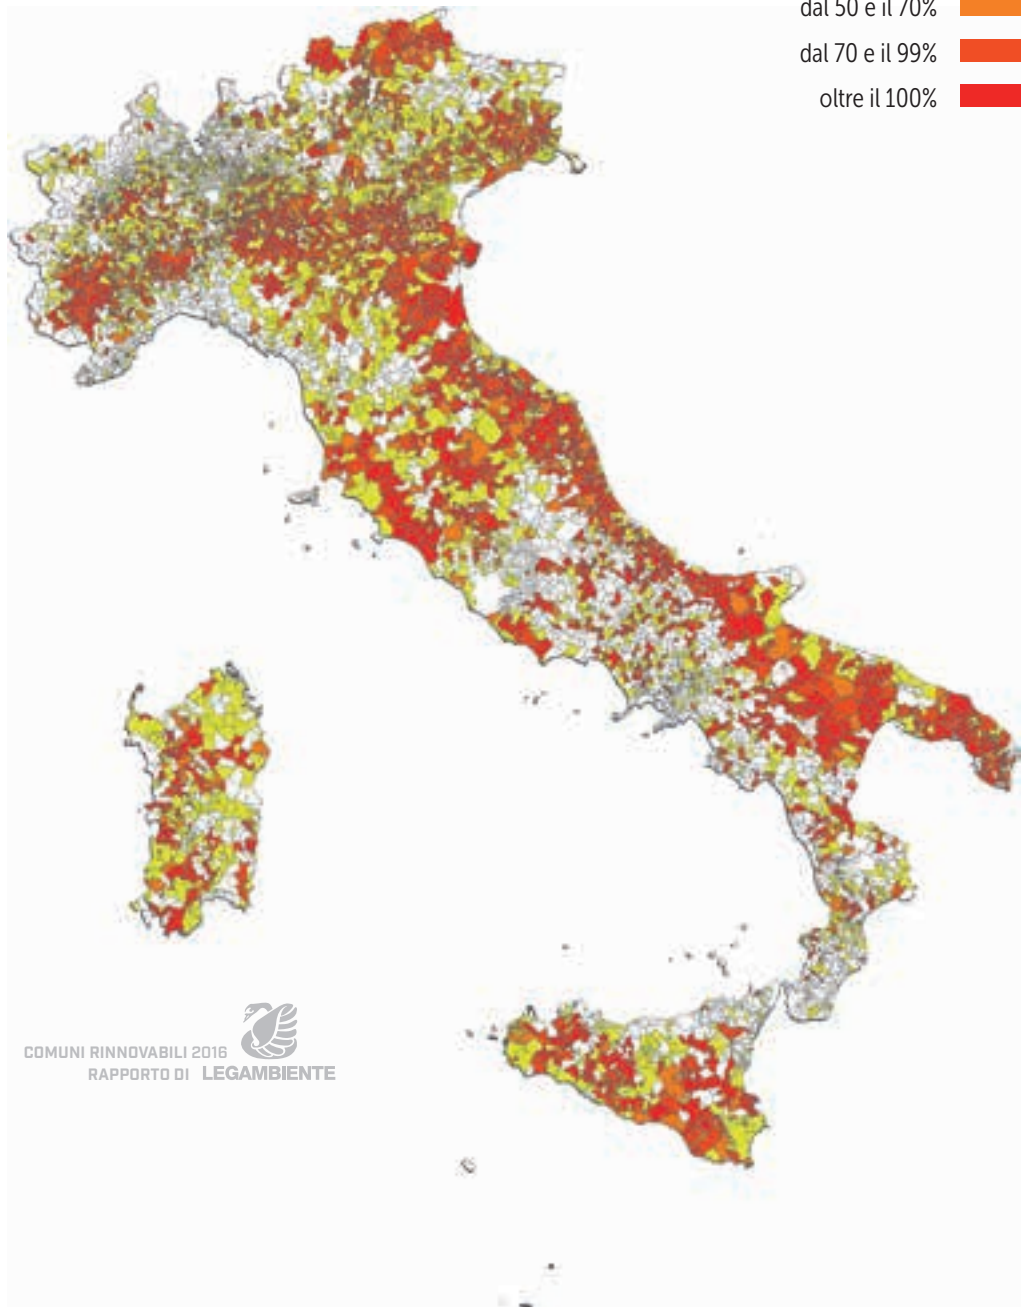 dal 50 e il 70%
dal 70 e il 99%
oltre il 100%
COMUNI RINNOVABILI 2016
RAPPORTO DI LEGAMBIENTE